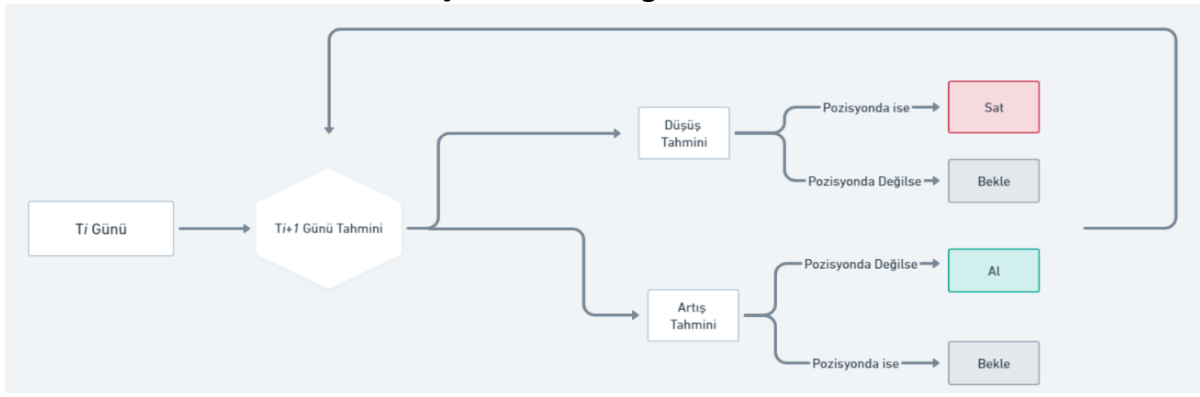 Ti Günü
Ti+1 Günü Tahmini
Düşüş
Tahmini
Pozisyonda ise
Sat
Pozisyonda Değilse
Bekle
Artış
Tahmini
Pozisyonda Değilse
Al
Pozisyonda ise
Bekle